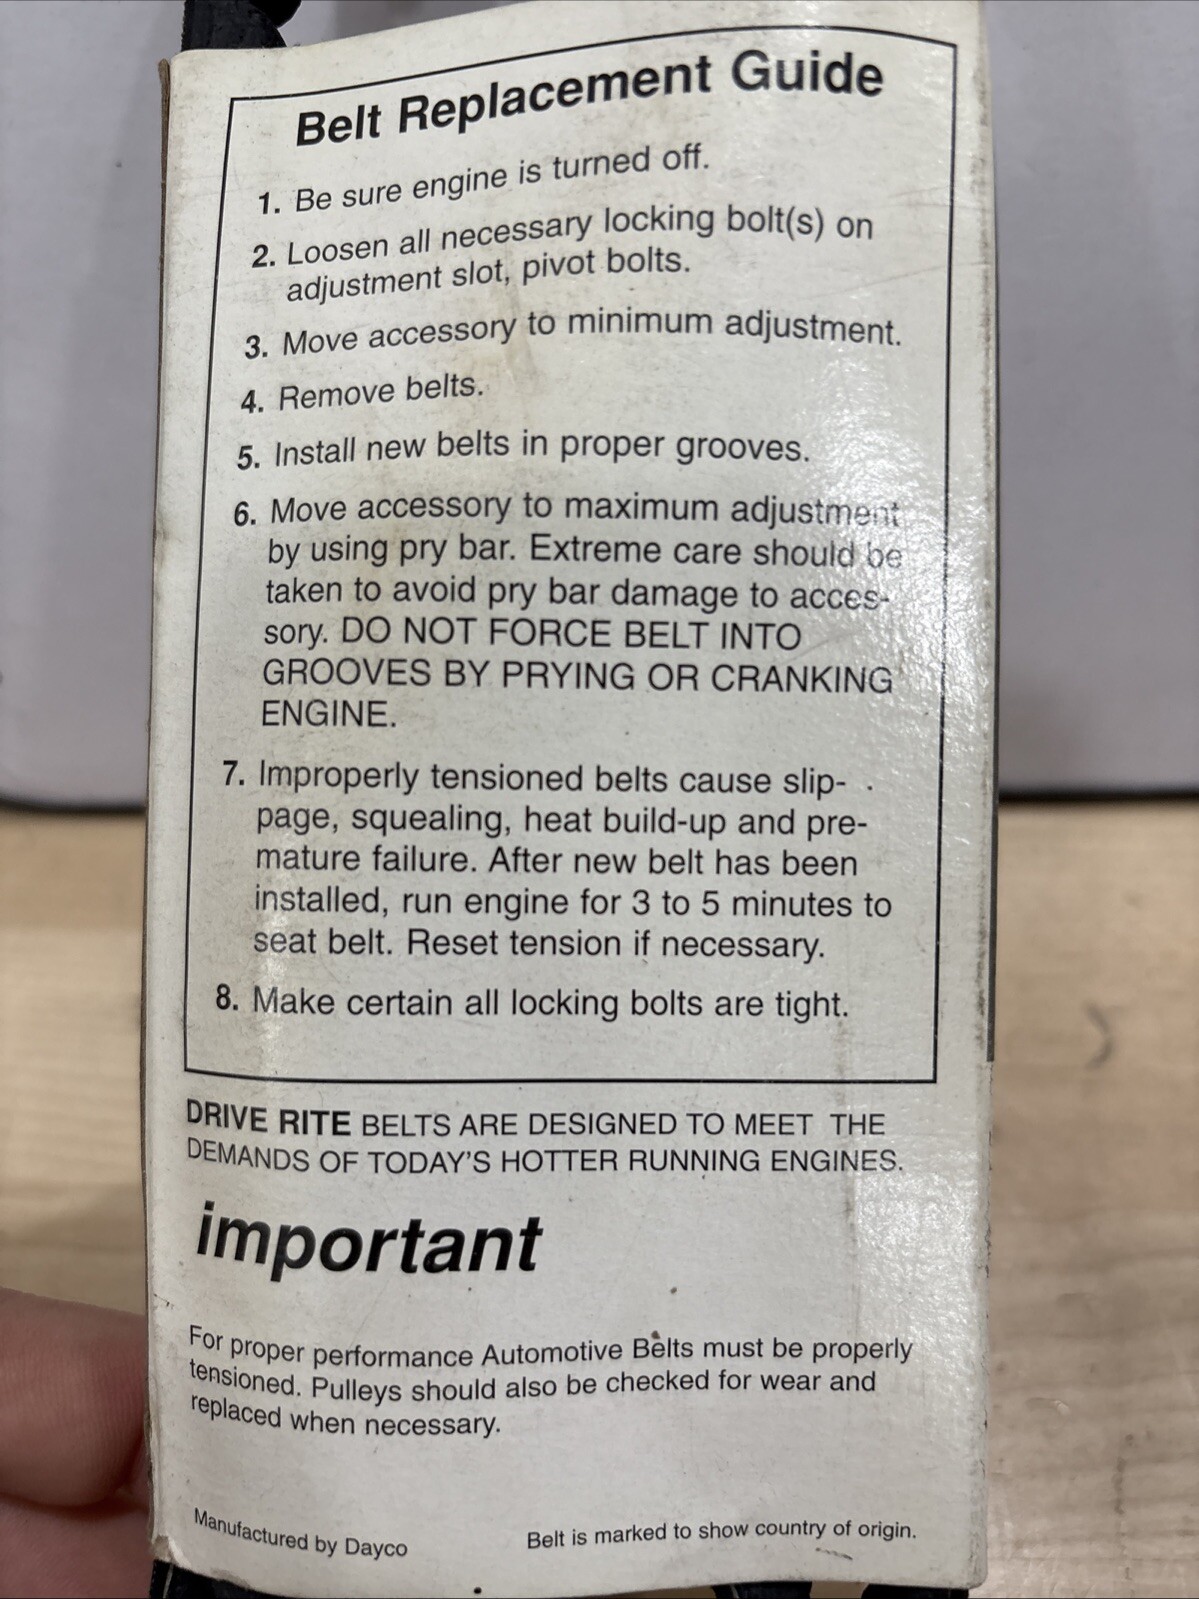 Belt Replacement Guide
1. Be sure engine is turned off.
2. Loosen all necessary locking bolt(s) on
adjustment slot, pivot bolts.
3. Move accessory to minimum adjustment.
4. Remove belts.
5. Install new belts in proper grooves.
6. Move accessory to maximum adjustment
by using pry bar. Extreme care should be
taken to avoid pry bar damage to acces-
sory. DO NOT FORCE BELT INTO
GROOVES BY PRYING OR CRANKING
ENGINE.
7. Improperly tensioned belts cause slip-
page, squealing, heat build-up and pre-
mature failure. After new belt has been
installed, run engine for 3 to 5 minutes to
seat belt. Reset tension if necessary.
8. Make certain all locking bolts are tight.
DRIVE RITE BELTS ARE DESIGNED TO MEET THE
DEMANDS OF TODAY'S HOTTER RUNNING ENGINES.
important
For proper performance Automotive Belts must be properly
tensioned. Pulleys should also be checked for wear and
replaced when necessary.
Manufactured by Dayco
Belt is marked to show country of origin.